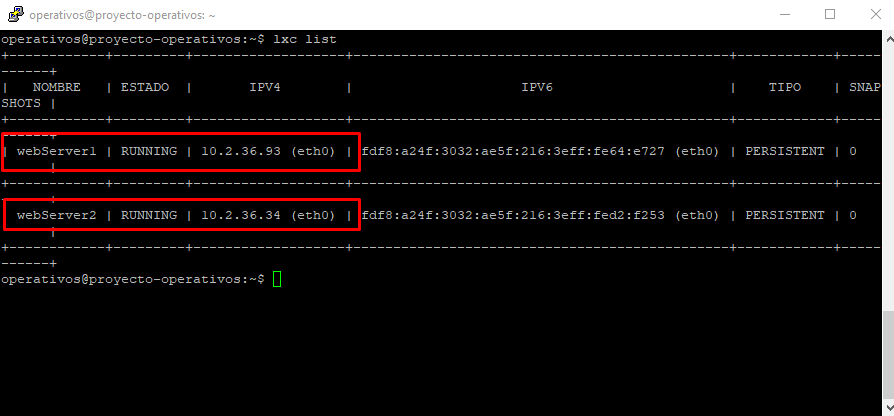 operativos@proyecto-operativos: ~
operativos@proyecto-operativos:~$ lxc list
+------------+---------+--------------------+-----------------------------------------------+------------+-----------+
| NOMBRE | ESTADO | IPV4 | IPV6 | TIPO | SNAP
SHOTS |
| webServer1 | RUNNING | 10.2.36.93 (eth0) | fdf8:a24f:3032:ae5f:216:3eff:fe64:e727 (eth0) | PERSISTENT | 0
|
| webServer2 | RUNNING | 10.2.36.34 (eth0) | fdf8:a24f:3032:ae5f:216:3eff:fed2:f253 (eth0) | PERSISTENT | 0
|
operativos@proyecto-operativos:~$